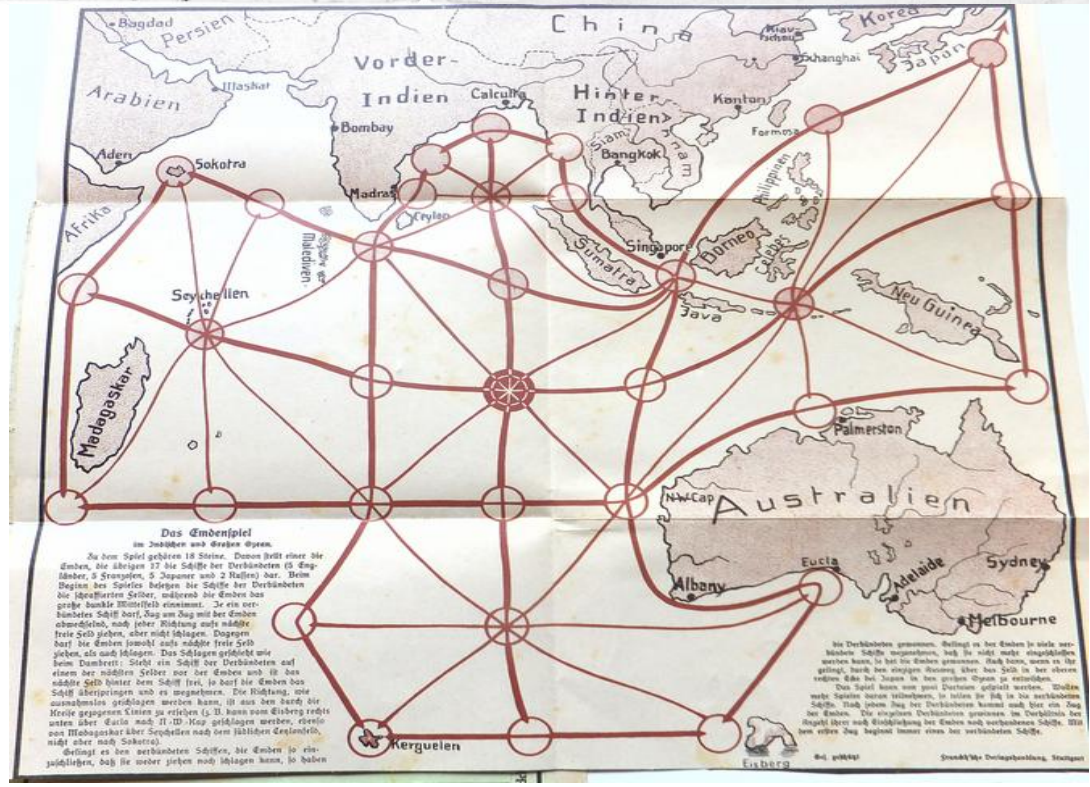 Bagdad
Persien
China
Kiau-
tschou
Korea
Japan
Schanghai
Arabien
Maskat
Vorder-
Indien
Calcutta
Hinter
Indien
Kanton
Formosa
Bombay
Siam
Anam
Bangkok
Aden
Sokotra
Madras
Ceylon
Philippinen
Afrika
Malediven
Singapore
Borneo
Celebes
Sumatra
Seychellen
Java
Neu Guinea
Madagaskar
Palmerston
N-W Cap
Australien
Eucla
Adelaide
Sydney
Albany
Melbourne
Kerguelen
Eisberg
Das Emdenspiel
im Indischen und Großen Ozean.
Zu dem Spiel gehören 18 Steine. Davon stellt einer die
Emden, die übrigen 17 die Schiffe der Verbündeten (5 Eng-
länder, 5 Franzosen, 5 Japaner und 2 Russen) dar. Beim
Beginn des Spieles besetzen die Schiffe der Verbündeten
die schraffierten Felder, während die Emden das
große dunkle Mittelfeld einnimmt. Je ein ver-
bündetes Schiff darf, Zug um Zug mit der Emden
abwechselnd, nach jeder Richtung aufs nächste
freie Feld ziehen, aber nicht schlagen. Dagegen
darf die Emden sowohl aufs nächste freie Feld
ziehen, als auch schlagen. Das Schlagen geschieht wie
beim Dambrett: Steht ein Schiff der Verbündeten auf
einem der nächsten Felder vor der Emden und ist das
nächste Feld hinter dem Schiff frei, so darf die Emden das
Schiff überspringen und es wegnehmen. Die Richtung, wie
ausnahmslos geschlagen werden kann, ist aus den durch die
Kreise gezogenen Linien zu ersehen (z. B. kann vom Eisberg rechts
unten über Eucla nach N-W-Kap geschlagen werden, ebenso
von Madagaskar über Seychellen nach dem südlichen Ceylonfeld,
nicht aber nach Sokotra).
Gelingt es den verbündeten Schiffen, die Emden so ein-
zuschließen, daß sie weder ziehen noch schlagen kann, so haben
die Verbündeten gewonnen. Gelingt es der Emden so viele ver-
bündete Schiffe wegzunehmen, daß sie nicht mehr eingeschlossen
werden kann, so hat die Emden gewonnen. Auch kann, wenn es ihr
gelingt, durch den einzigen Ausweg über das Feld in der oberen
rechten Ecke bei Japan in den großen Ozean zu entwischen.
Das Spiel kann von zwei Parteien gespielt werden. Wollen
mehr Spieler daran teilnehmen, so teilen sie sich in die verbündeten
Schiffe. Nach jedem Zug der Verbündeten kommt auch hier ein Zug
der Emden. Die einzelnen Verbündeten gewinnen im Verhältnis der
Anzahl ihrer nach Einschließung der Emden noch vorhandenen Schiffe. Mit
dem ersten Zug beginnt immer eines der verbündeten Schiffe.
Ges. geschützt
Franckh'sche Verlagshandlung, Stuttgart